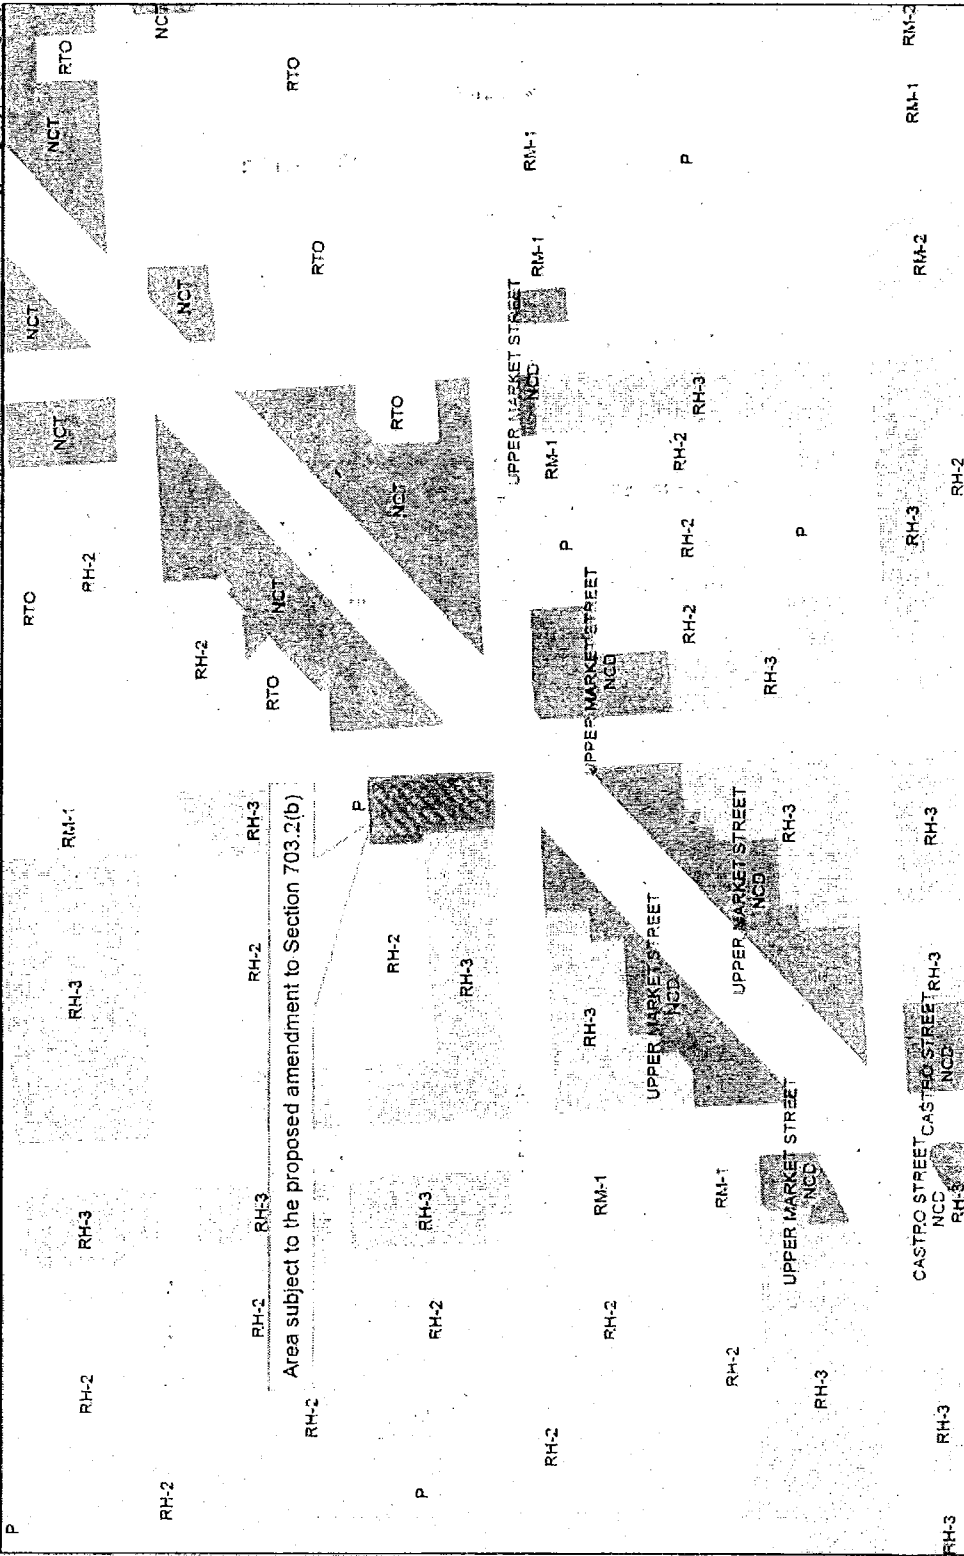 P
RTO
NCT
RH-2
RH-3
RH-3
RM-1
RH-2
NCT
NCT
RTO
RH-2
RH-2
NCT
NCT
RH-2
RH-3
RH-2
RH-3
RTO
NCT
RTO
Area subject to the proposed amendment to Section 703.2(b)
RH-2
RTO
P
RH-2
NCT
RTO
P
RH-2
RH-3
RH-3
UPPER MARKET STREET
NCD
RH-2
RM-1
RM-1
RM-1
P
UPPER MARKET STREET
NCD
RH-2
RM-1
RH-3
UPPER MARKET STREET
NCD
RH-2
RH-2
RH-2
RH-3
P
RM-1
RH-2
UPPER MARKET STREET
NCD
RH-3
UPPER MARKET STREET
NCD
RH-3
P
RH-3
CASTRO STREET
NCD
CASTRO STREET
NCD
RH-3
RH-3
RH-3
RM-2
RM-1
RM-2
RH-3
RH-3
RH-2